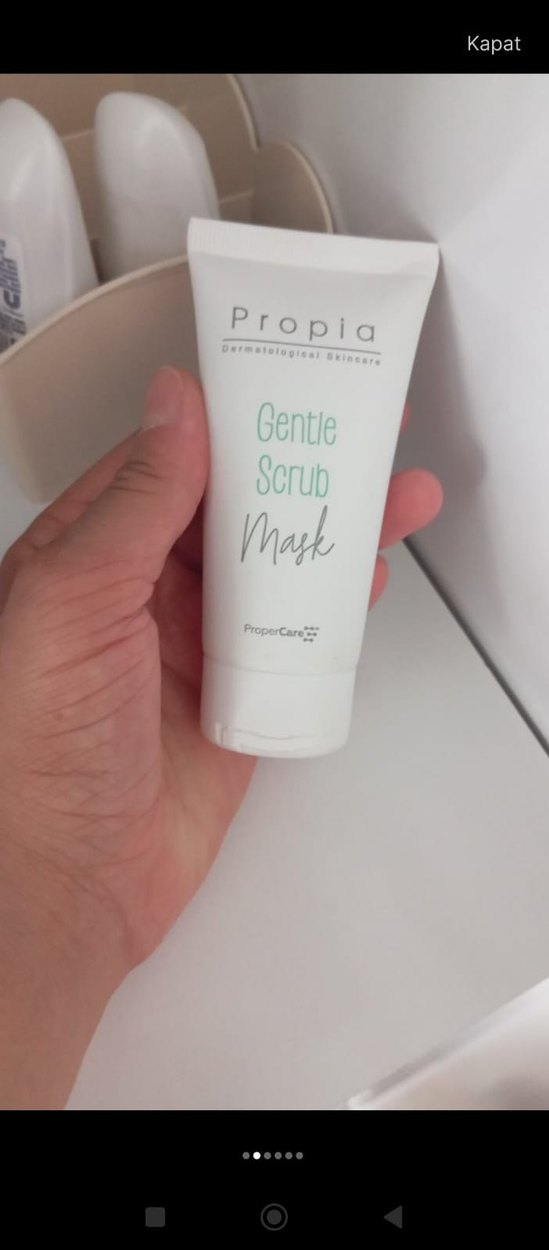 Kapat
Propia
Dermatological Skincare
Gentle
Scrub
Mask
ProperCare